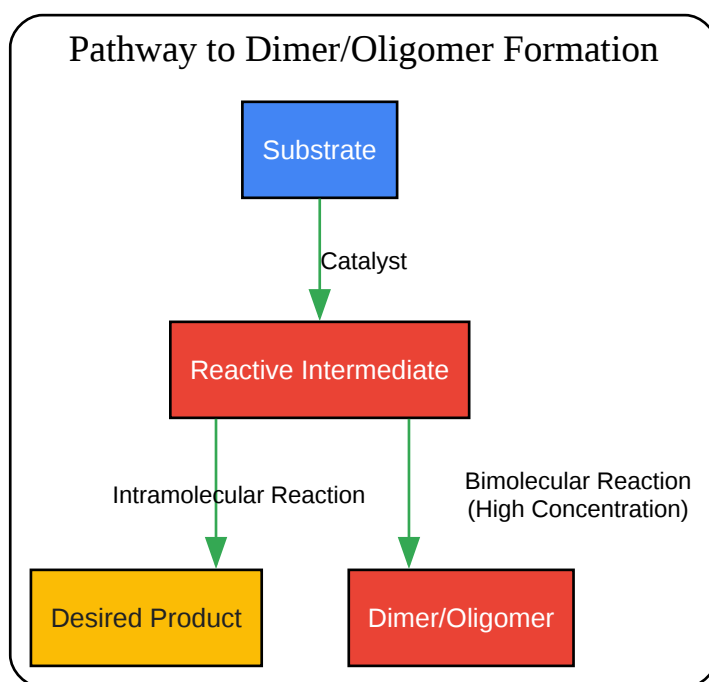 Pathway to Dimer/Oligomer Formation
Substrate
Catalyst
Reactive Intermediate
Intramolecular Reaction
Bimolecular Reaction
(High Concentration)
Desired Product
Dimer/Oligomer